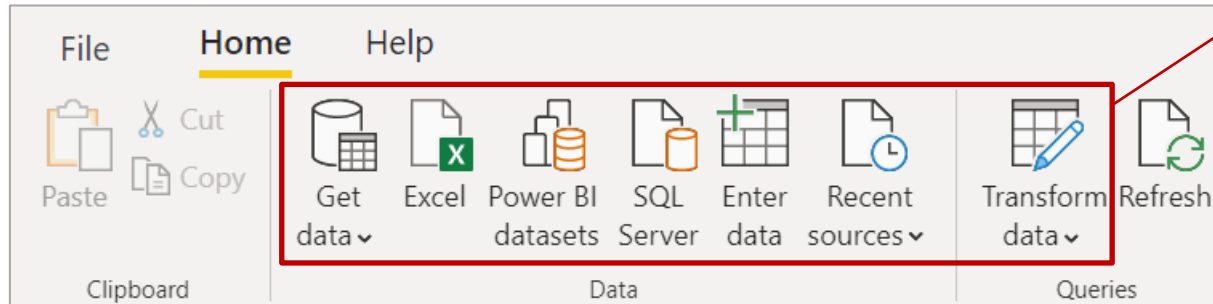 File Home Help
Cut
Copy
Paste
Get Excel Power BI SQL Enter Recent Transform Refresh
data datasets Server data sources data
Clipboard Data Queries